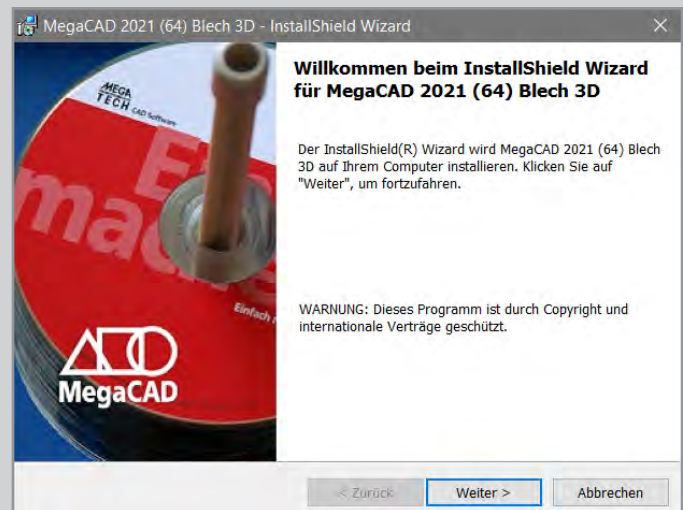 MegaCAD 2021 (64) Blech 3D - InstallShield Wizard
MEGA
TECH CAD Software
Einfach
MegaCAD
Willkommen beim InstallShield Wizard
für MegaCAD 2021 (64) Blech 3D
Der InstallShield(R) Wizard wird MegaCAD 2021 (64) Blech
3D auf Ihrem Computer installieren. Klicken Sie auf
"Weiter", um fortzufahren.
WARNUNG: Dieses Programm ist durch Copyright und
internationale Verträge geschützt.
< Zurück
Weiter >
Abbrechen